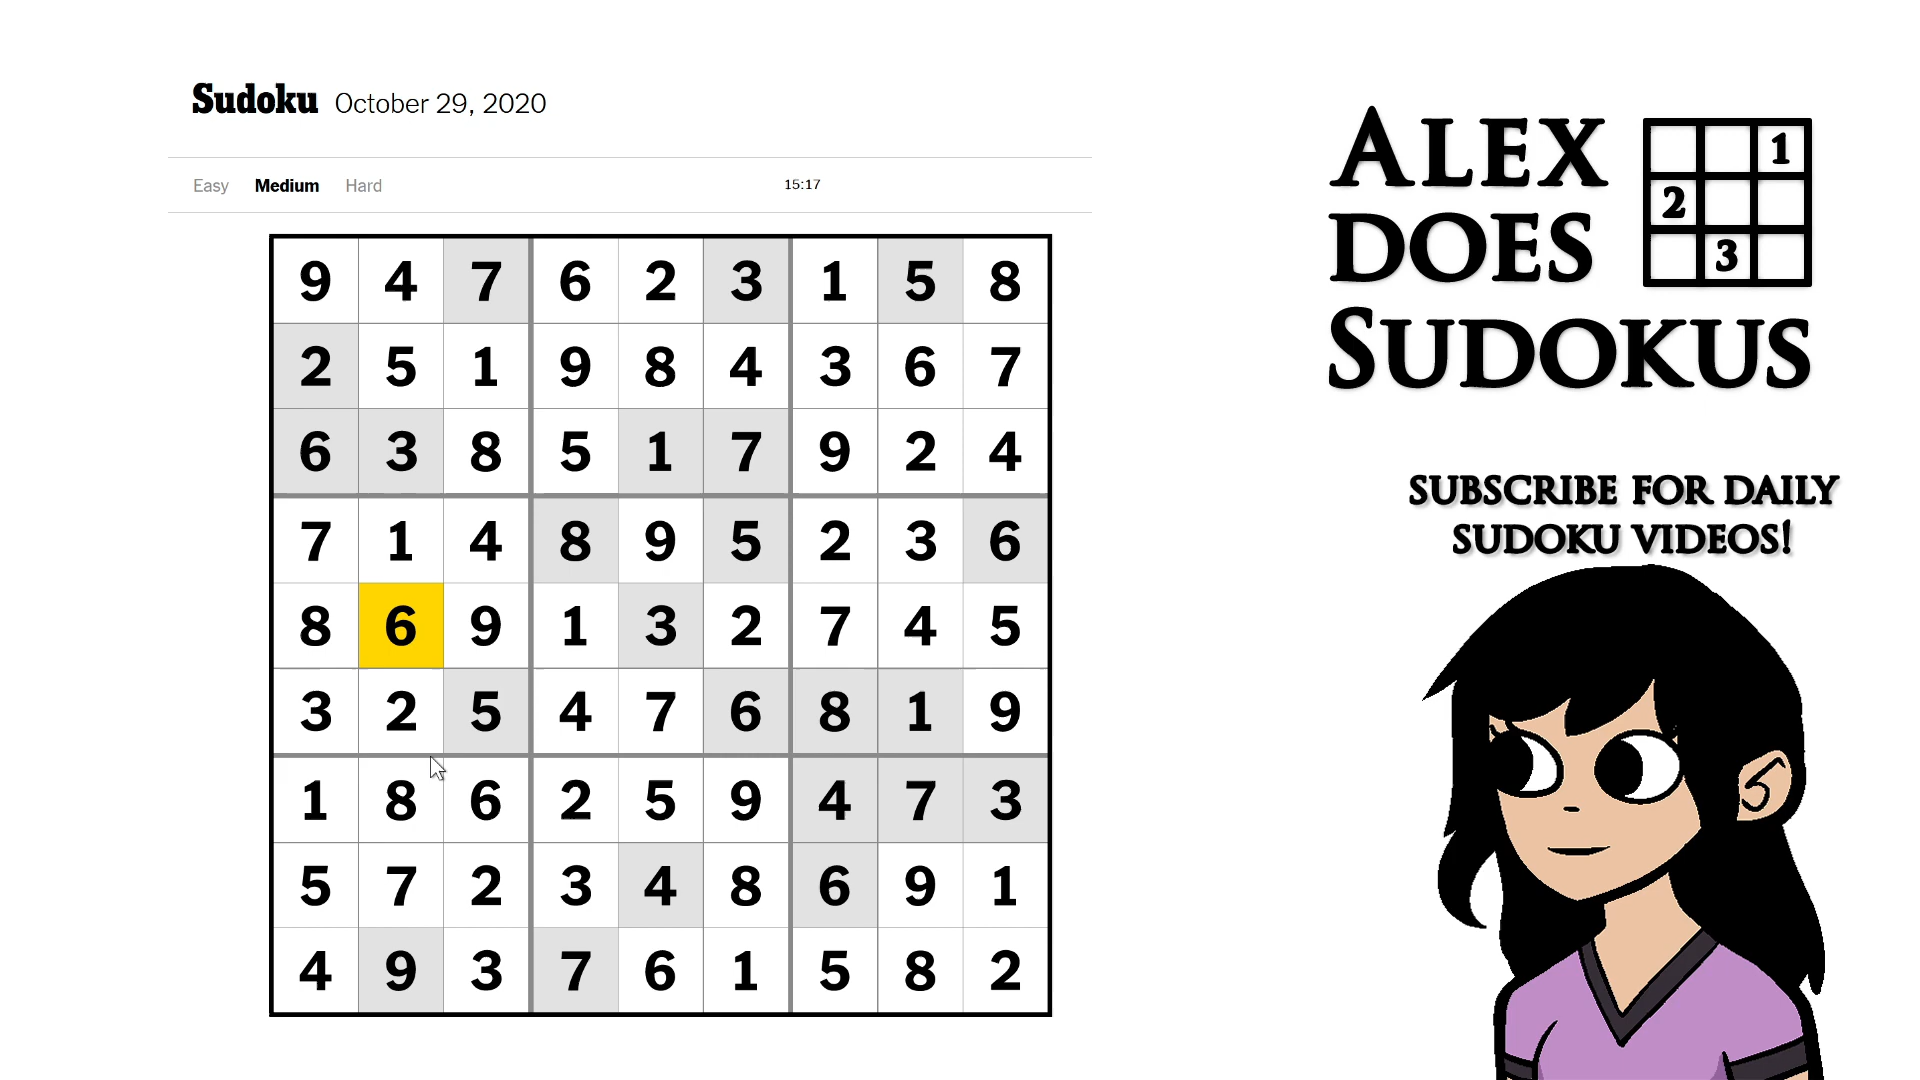 Sudoku October 29, 2020
Easy Medium Hard 15:17
9 4 7 6 2 3 1 5 8
2 5 1 9 8 4 3 6 7
6 3 8 5 1 7 9 2 4
7 1 4 8 9 5 2 3 6
8 6 9 1 3 2 7 4 5
3 2 5 4 7 6 8 1 9
1 8 6 2 5 9 4 7 3
5 7 2 3 4 8 6 9 1
4 9 3 7 6 1 5 8 2
ALEX
DOES
SUDOKUS
1
2
3
SUBSCRIBE FOR DAILY
SUDOKU VIDEOS!